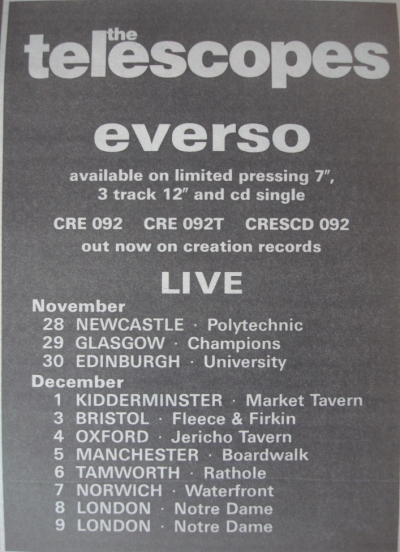 the
telescopes
everso
available on limited pressing 7",
3 track 12" and cd single
CRE 092 CRE 092T CRESCD 092
out now on creation records
LIVE
November
28 NEWCASTLE · Polytechnic
29 GLASGOW · Champions
30 EDINBURGH · University
December
1 KIDDERMINSTER · Market Tavern
3 BRISTOL · Fleece & Firkin
4 OXFORD · Jericho Tavern
5 MANCHESTER · Boardwalk
6 TAMWORTH · Rathole
7 NORWICH · Waterfront
8 LONDON · Notre Dame
9 LONDON · Notre Dame